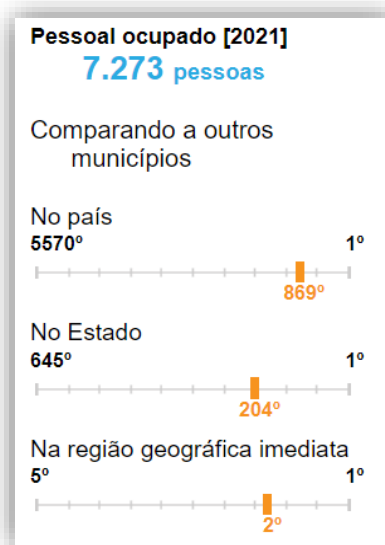 Pessoal ocupado [2021]
7.273 pessoas
Comparando a outros
municípios
No país
5570º 1º
869º
No Estado
645º 1º
204º
Na região geográfica imediata
5º 1º
2º